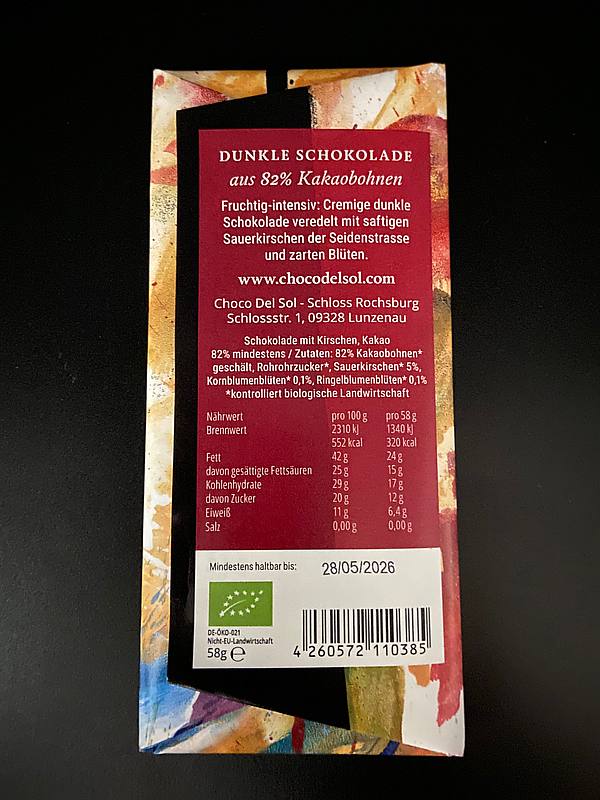 DUNKLE SCHOKOLADE
aus 82% Kakaobohnen
Fruchtig-intensiv: Cremige dunkle
Schokolade veredelt mit saftigen
Sauerkirschen der Seidenstrasse
und zarten Blüten.
www.chocodelsol.com
Choco Del Sol - Schloss Rochsburg
Schlossstr. 1, 09328 Lunzenau
Schokolade mit Kirschen, Kakao
82% mindestens / Zutaten: 82% Kakaobohnen*
geschält, Rohrohrzucker*, Sauerkirschen* 5%,
Kornblumenblüten* 0,1%, Ringelblumenblüten* 0,1%
*kontrolliert biologische Landwirtschaft
Nährwert pro 100 g pro 58 g
Brennwert 2310 kJ 1340 kJ
552 kcal 320 kcal
Fett 42 g 24 g
davon gesättigte Fettsäuren 25 g 15 g
Kohlenhydrate 29 g 17 g
davon Zucker 20 g 12 g
Eiweiß 11 g 6,4 g
Salz 0,00 g 0,00 g
Mindestens haltbar bis: 28/05/2026
DE-ÖKO-021
Nicht-EU-Landwirtschaft
58g ℮
4 260572 110385